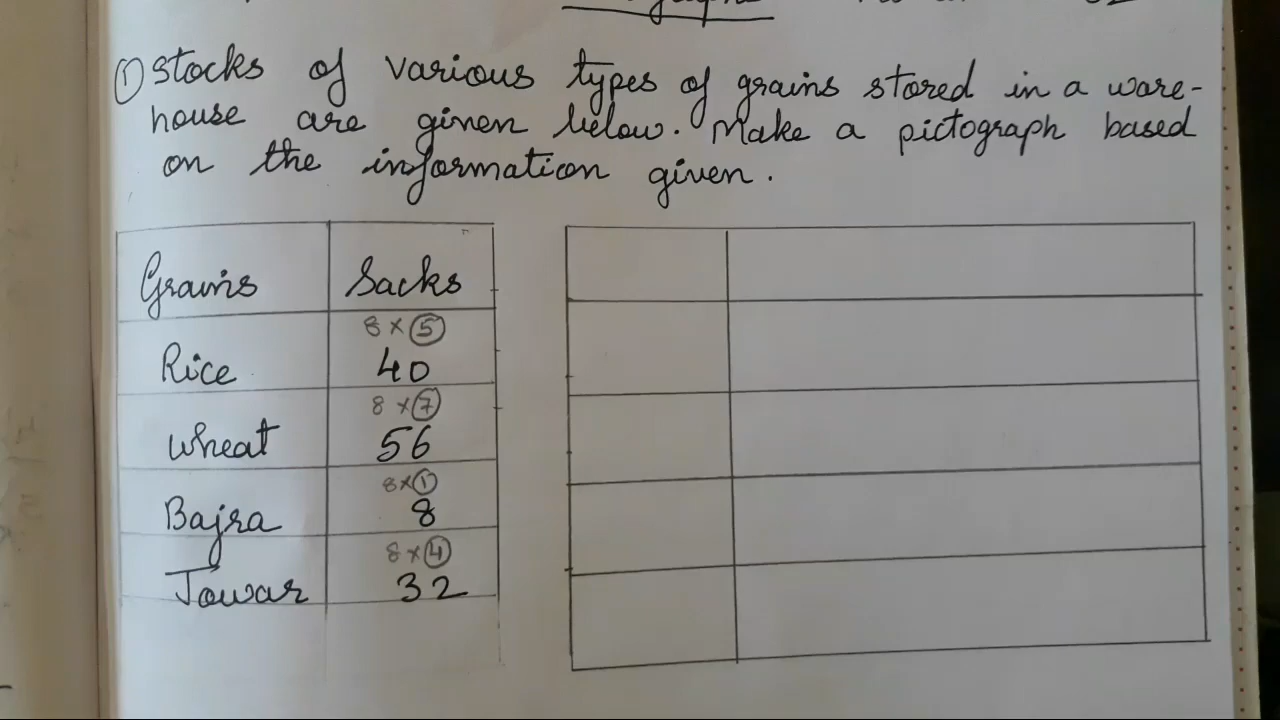 ① Stocks of various types of grains stored in a ware-
house are given below. Make a pictograph based
on the information given.
Grains Sacks
8 × ⑤
Rice 40
8 × ⑦
Wheat 56
8 × ①
Bajra 8
8 × ④
Jowar 32